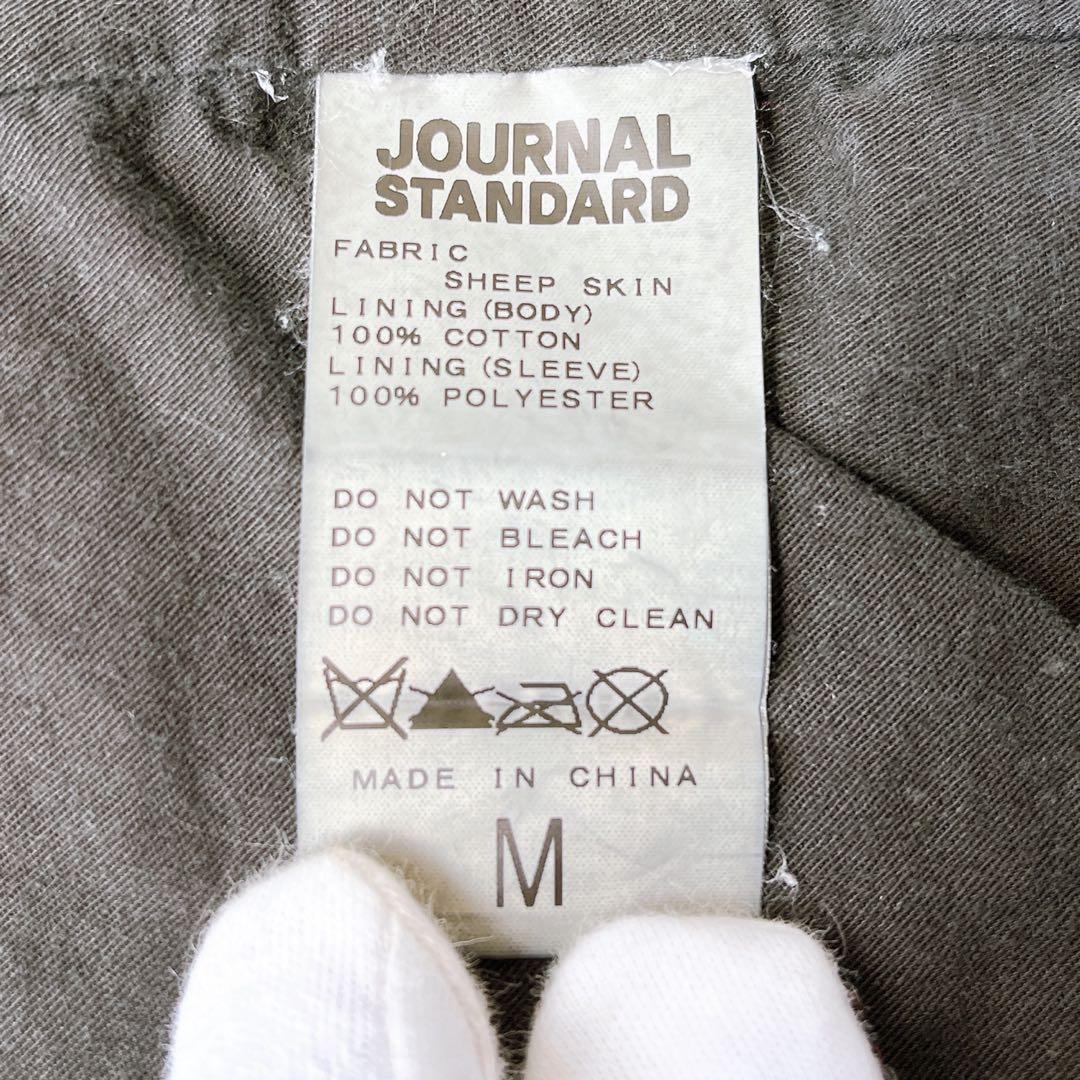 JOURNAL
STANDARD
FABRIC
SHEEP SKIN
LINING (BODY)
100% COTTON
LINING (SLEEVE)
100% POLYESTER
DO NOT WASH
DO NOT BLEACH
DO NOT IRON
DO NOT DRY CLEAN
MADE IN CHINA
M